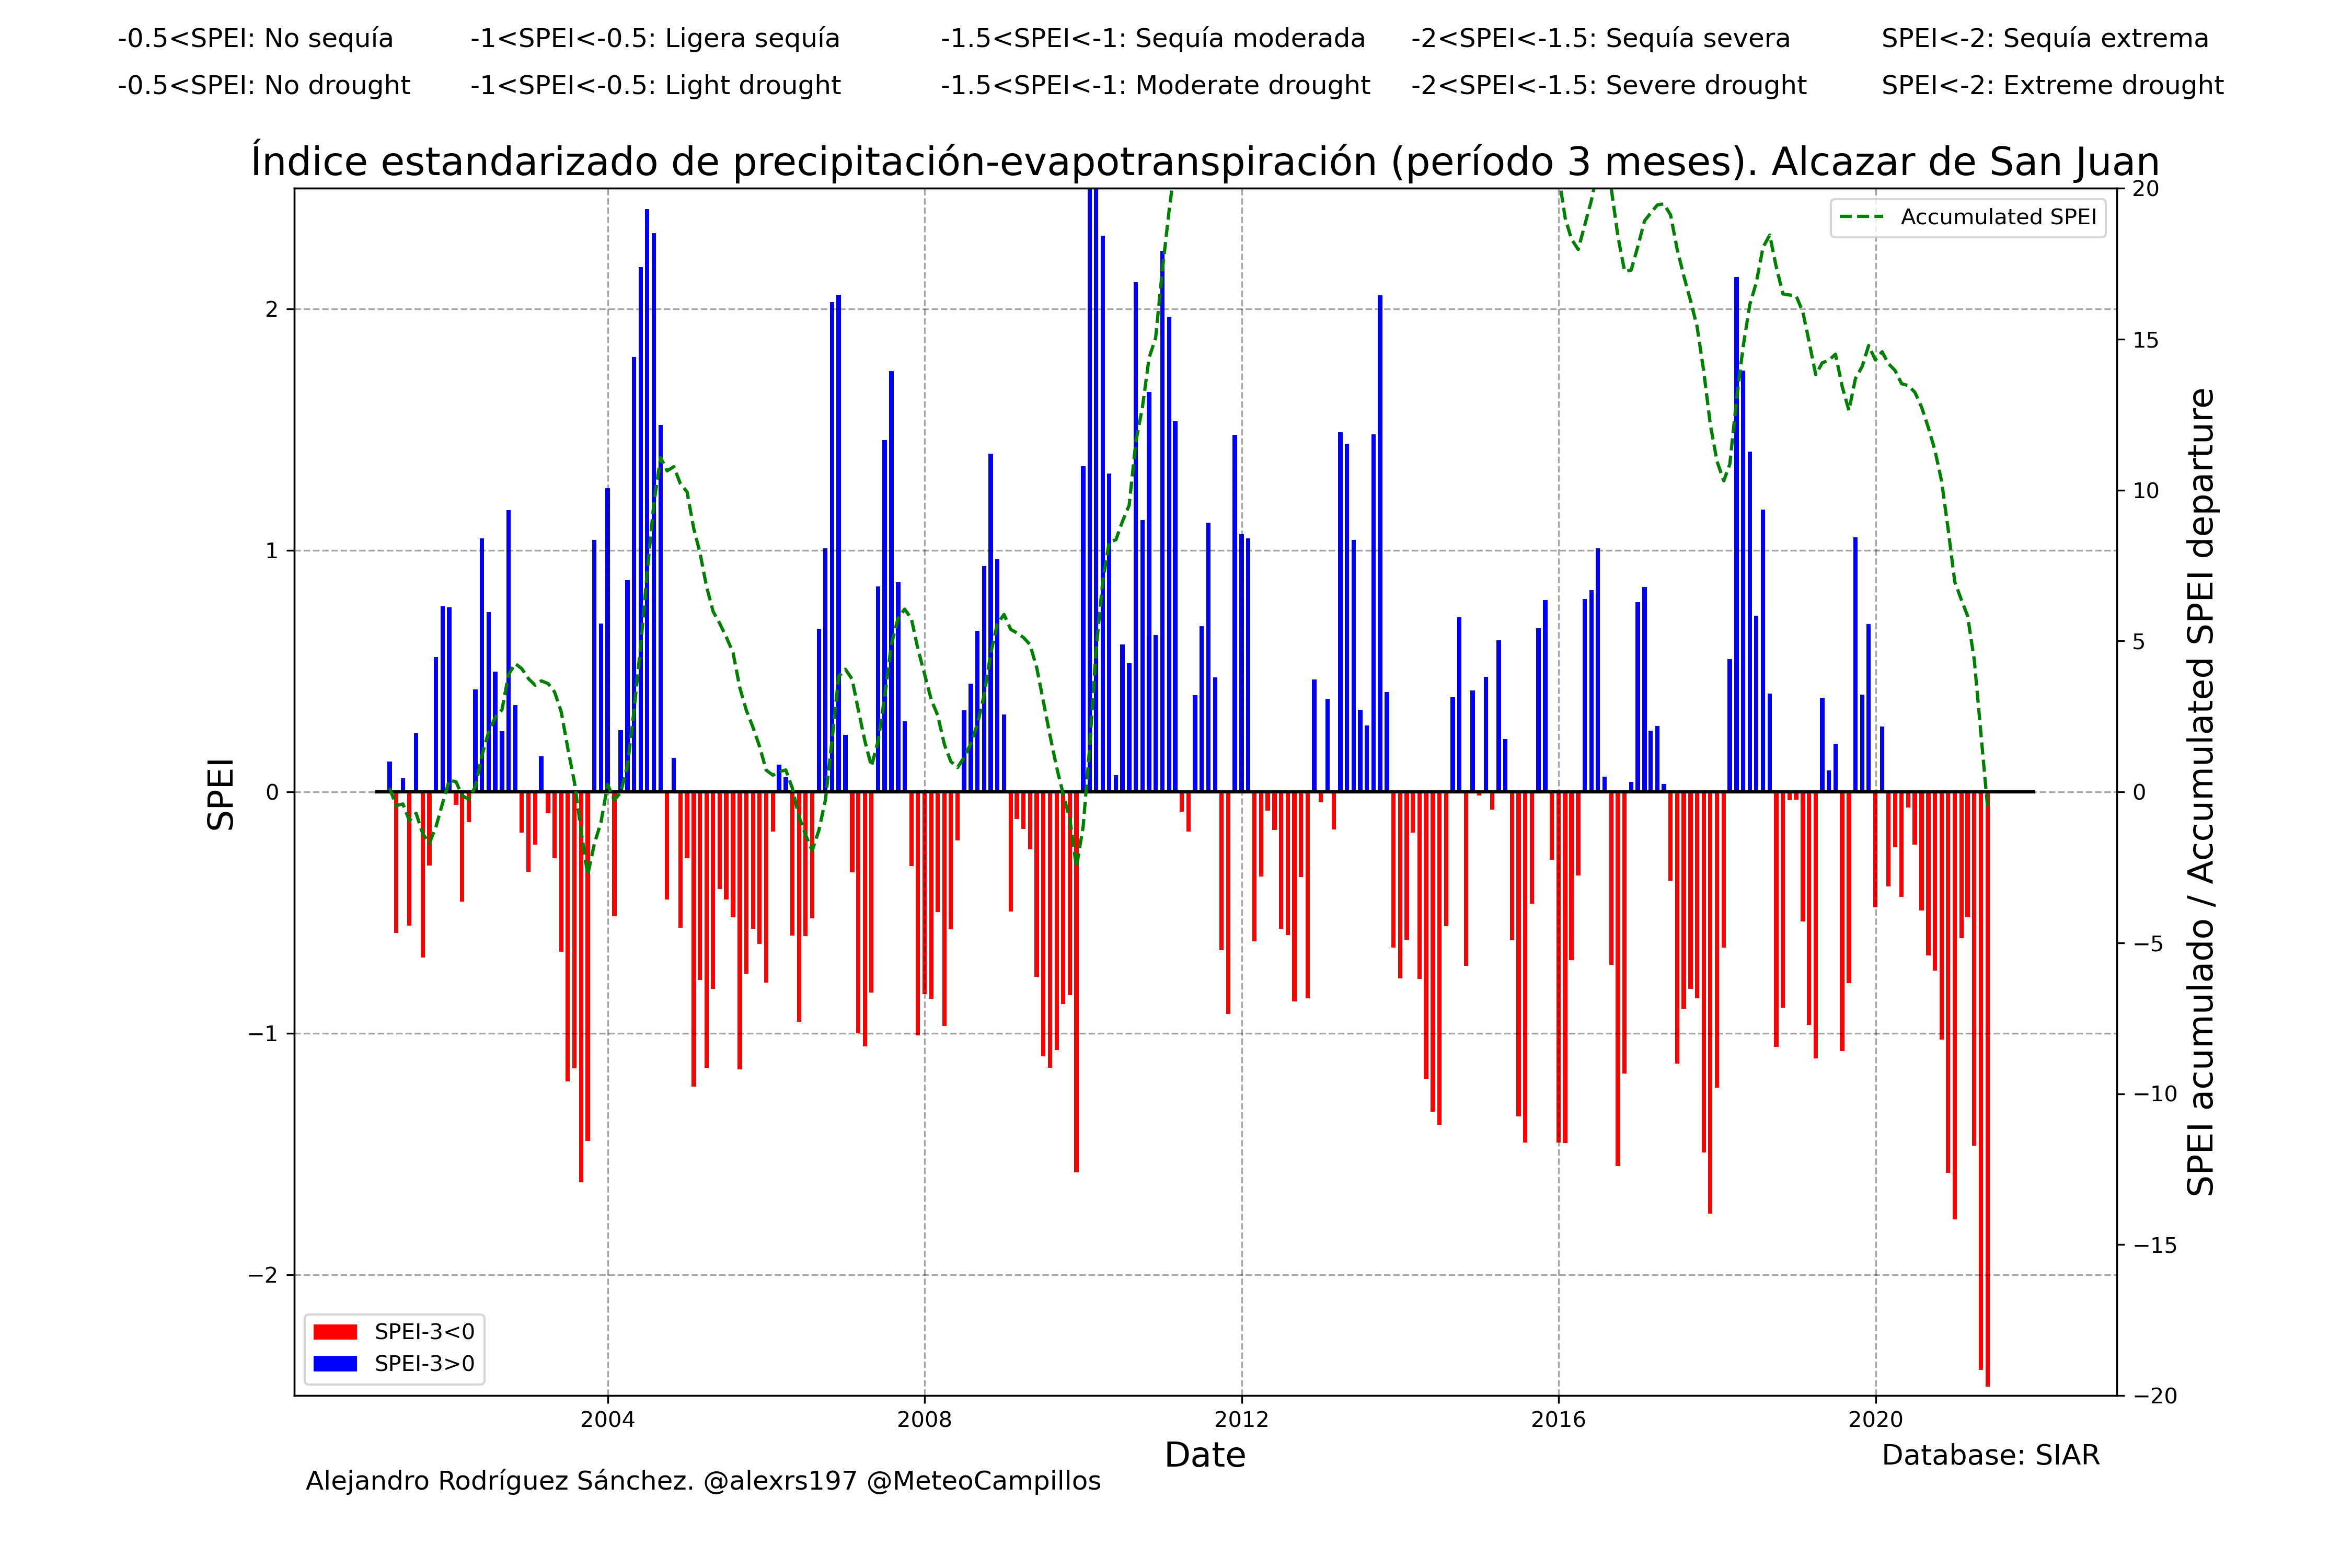 -0.5<SPEI: No sequía -1<SPEI<-0.5: Ligera sequía -1.5<SPEI<-1: Sequía moderada -2<SPEI<-1.5: Sequía severa SPEI<-2: Sequía extrema
-0.5<SPEI: No drought -1<SPEI<-0.5: Light drought -1.5<SPEI<-1: Moderate drought -2<SPEI<-1.5: Severe drought SPEI<-2: Extreme drought
Índice estandarizado de precipitación-evapotranspiración (período 3 meses). Alcazar de San Juan
Accumulated SPEI
SPEI
2
1
0
−1
−2
20
15
10
5
0
−5
−10
−15
−20
SPEI acumulado / Accumulated SPEI departure
SPEI-3<0
SPEI-3>0
2004 2008 2012 2016 2020
Date
Database: SIAR
Alejandro Rodríguez Sánchez. @alexrs197 @MeteoCampillos